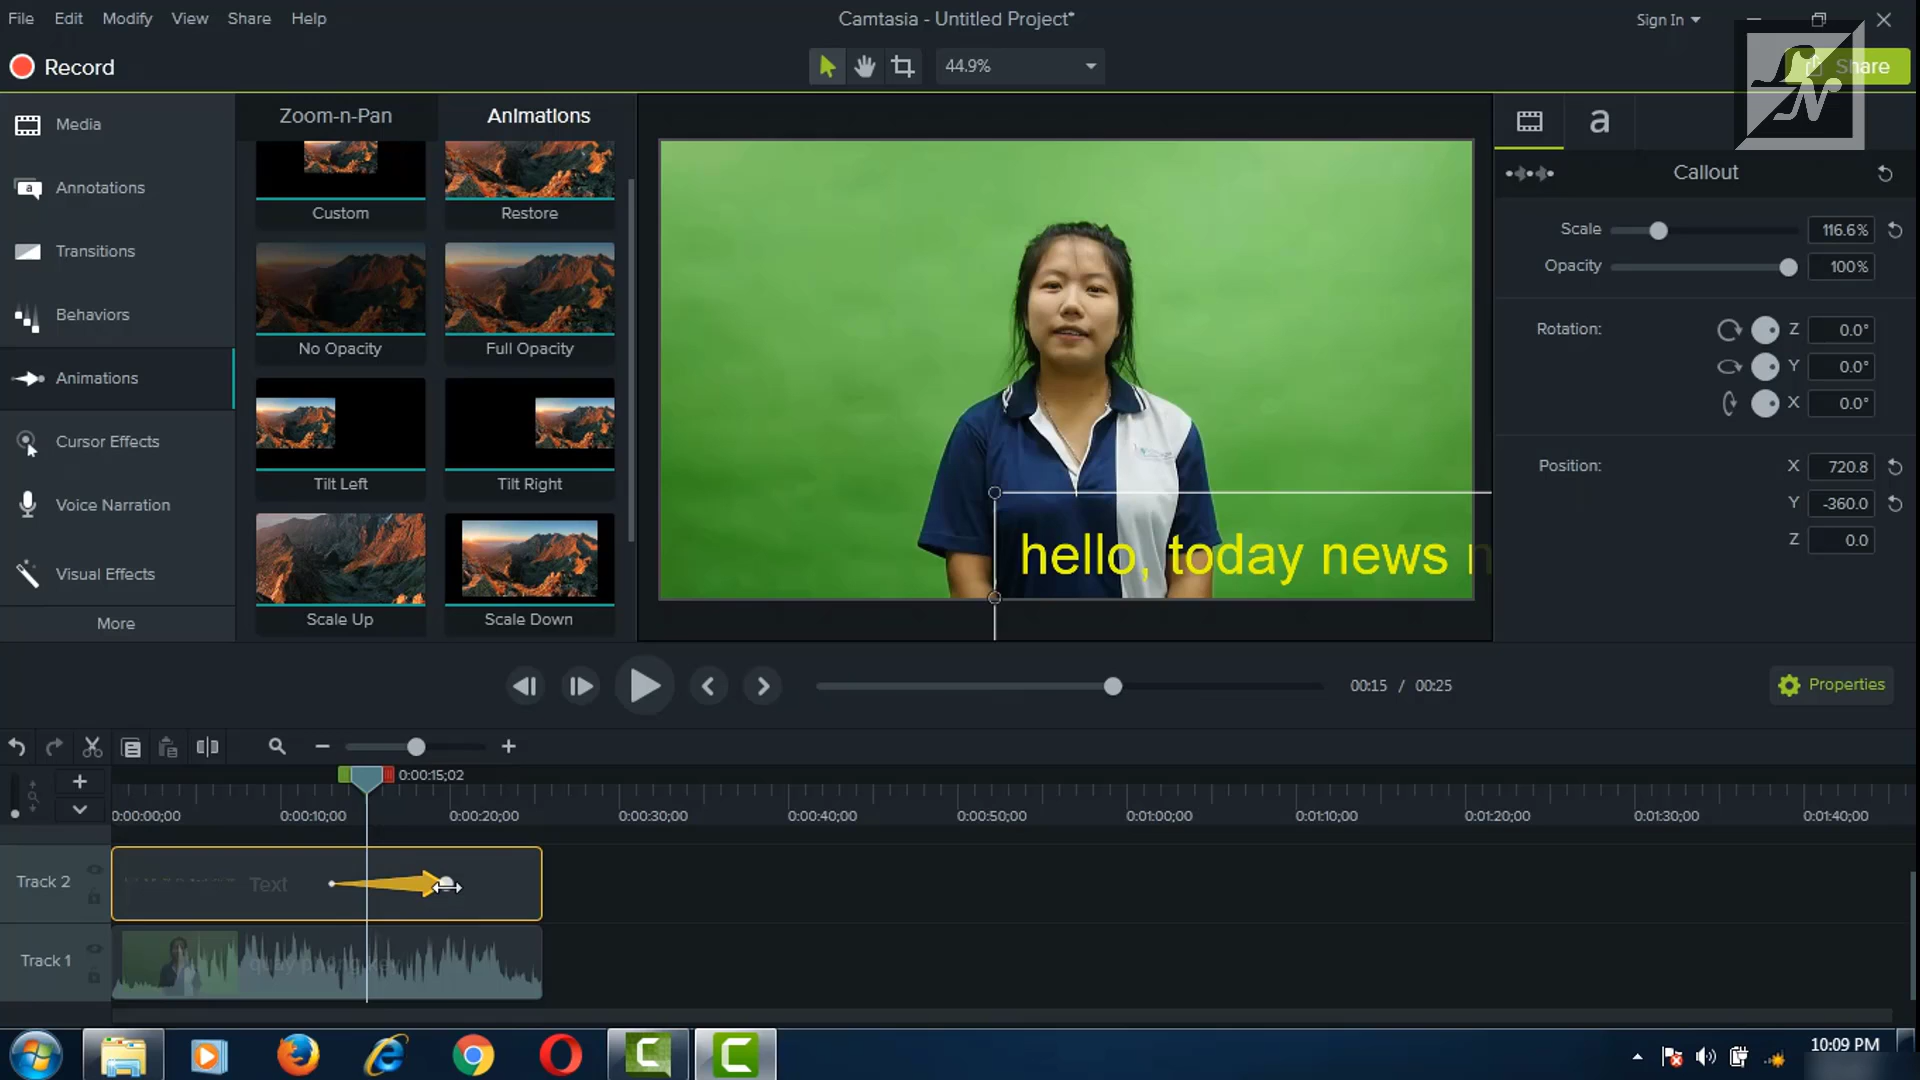 File Edit Modify View Share Help
Camtasia - Untitled Project*
Sign In
Record
44.9%
Share
Media
Annotations
Transitions
Behaviors
Animations
Cursor Effects
Voice Narration
Visual Effects
More
Zoom-n-Pan
Animations
Custom
Restore
No Opacity
Full Opacity
Tilt Left
Tilt Right
Scale Up
Scale Down
hello, today news
a
Callout
Scale 116.6%
Opacity 100%
Rotation: Z 0.0°
Y 0.0°
X 0.0°
Position: X 720.8
Y -360.0
Z 0.0
00:15 / 00:25
Properties
0:00:15;02
0:00:00;00 0:00:10;00 0:00:20;00 0:00:30;00 0:00:40;00 0:00:50;00 0:01:00;00 0:01:10;00 0:01:20;00 0:01:30;00 0:01:40;00
Track 2
Text
Track 1
10:09 PM